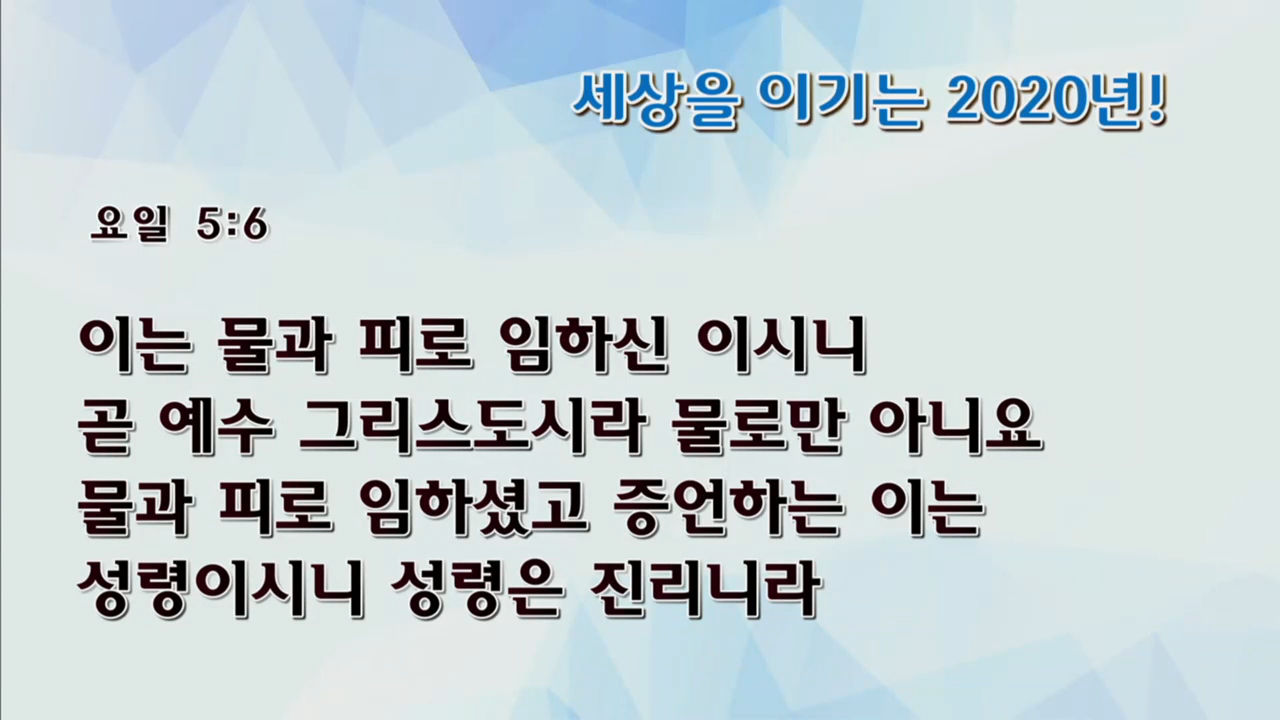 세상을 이기는 2020년!
요일 5:6
이는 물과 피로 임하신 이시니
곧 예수 그리스도시라 물로만 아니요
물과 피로 임하셨고 증언하는 이는
성령이시니 성령은 진리니라